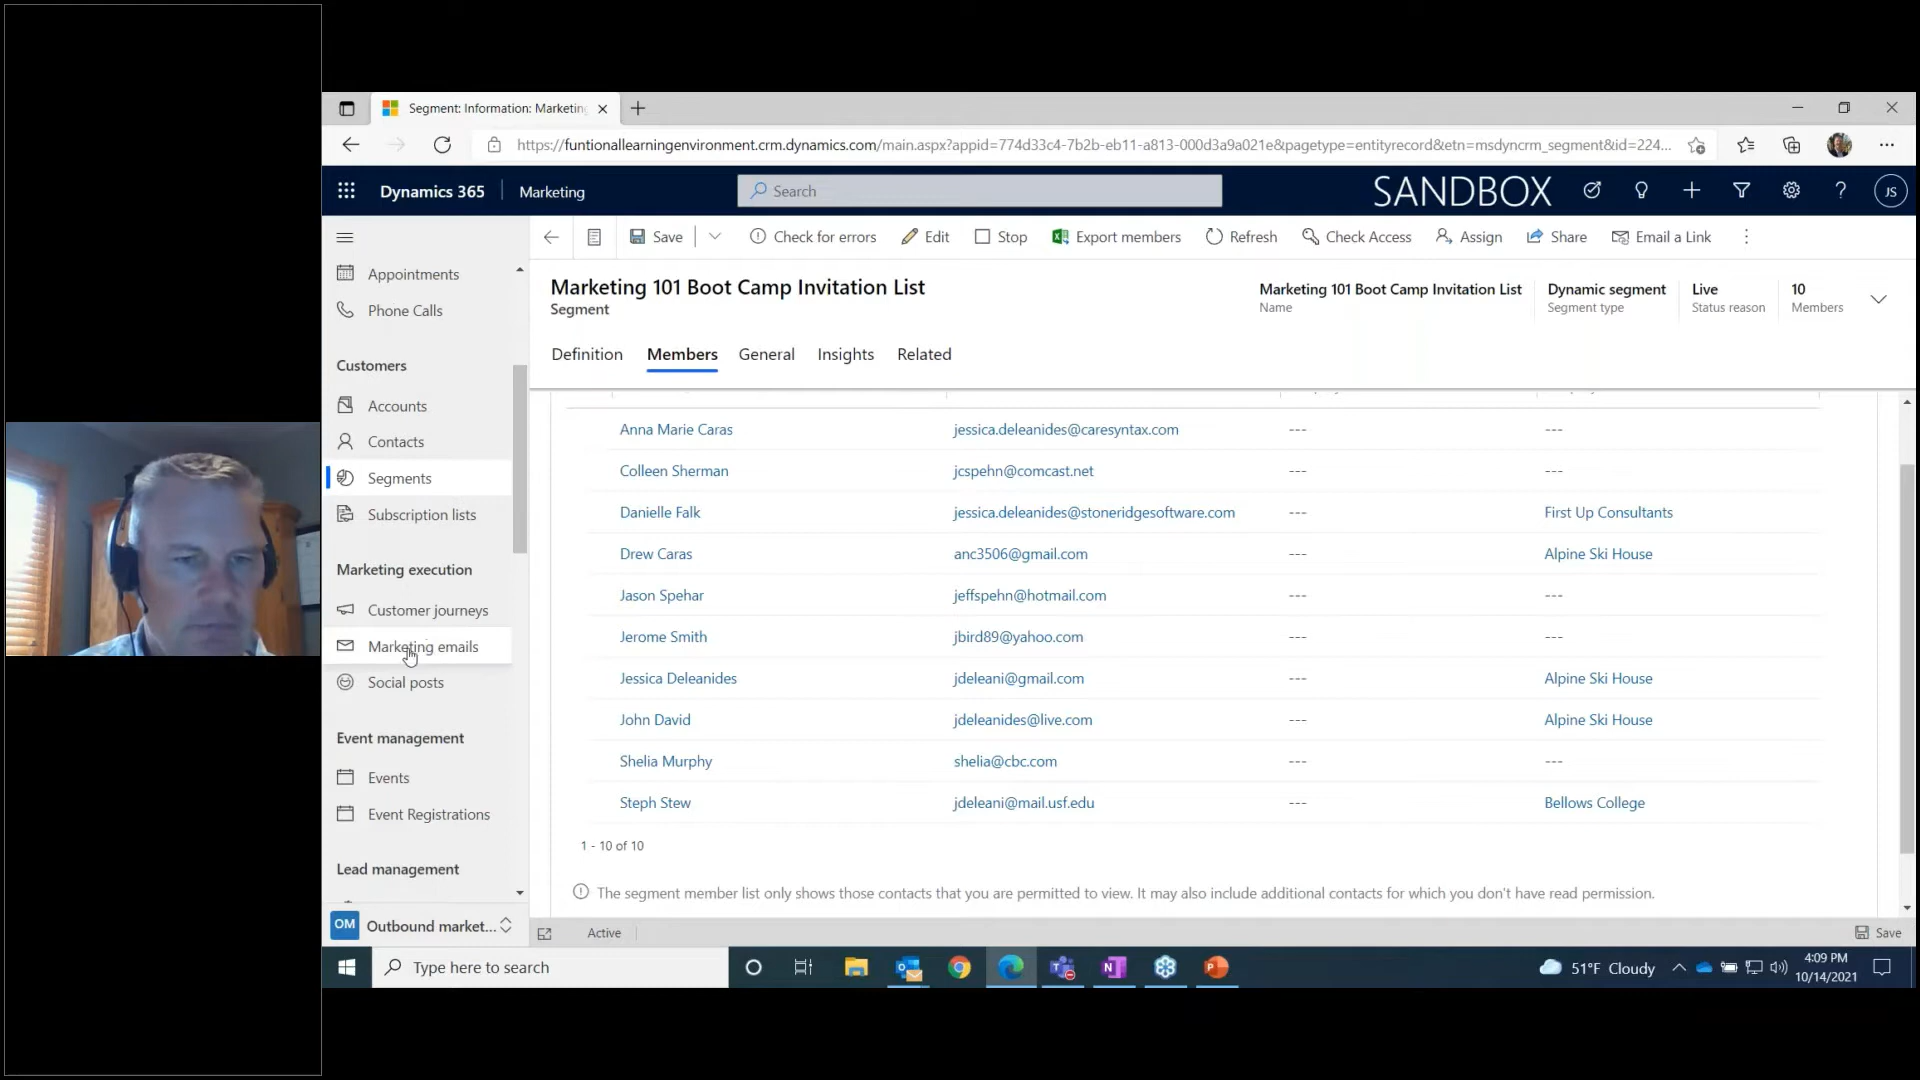 Segment: Information: Marketing
https://funtionallearningenvironment.crm.dynamics.com/main.aspx?appid=774d33c4-7b2b-eb11-a813-000d3a9a021e&pagetype=entityrecord&etn=msdyncrm_segment&id=224...
Dynamics 365 Marketing Search SANDBOX JS
Save Check for errors Edit Stop Export members Refresh Check Access Assign Share Email a Link
Appointments
Phone Calls
Customers
Accounts
Contacts
Segments
Subscription lists
Marketing execution
Customer journeys
Marketing emails
Social posts
Event management
Events
Event Registrations
Lead management
OM Outbound market...
Marketing 101 Boot Camp Invitation List
Segment
Marketing 101 Boot Camp Invitation List Dynamic segment Live 10
Name Segment type Status reason Members
Definition Members General Insights Related
Anna Marie Caras jessica.deleanides@caresyntax.com --- ---
Colleen Sherman jcspehn@comcast.net --- ---
Danielle Falk jessica.deleanides@stoneridgesoftware.com --- First Up Consultants
Drew Caras anc3506@gmail.com --- Alpine Ski House
Jason Spehar jeffspehn@hotmail.com --- ---
Jerome Smith jbird89@yahoo.com --- ---
Jessica Deleanides jdeleani@gmail.com --- Alpine Ski House
John David jdeleanides@live.com --- Alpine Ski House
Shelia Murphy shelia@cbc.com --- ---
Steph Stew jdeleani@mail.usf.edu --- Bellows College
1 - 10 of 10
The segment member list only shows those contacts that you are permitted to view. It may also include additional contacts for which you don't have read permission.
Active Save
Type here to search
51°F Cloudy
4:09 PM
10/14/2021